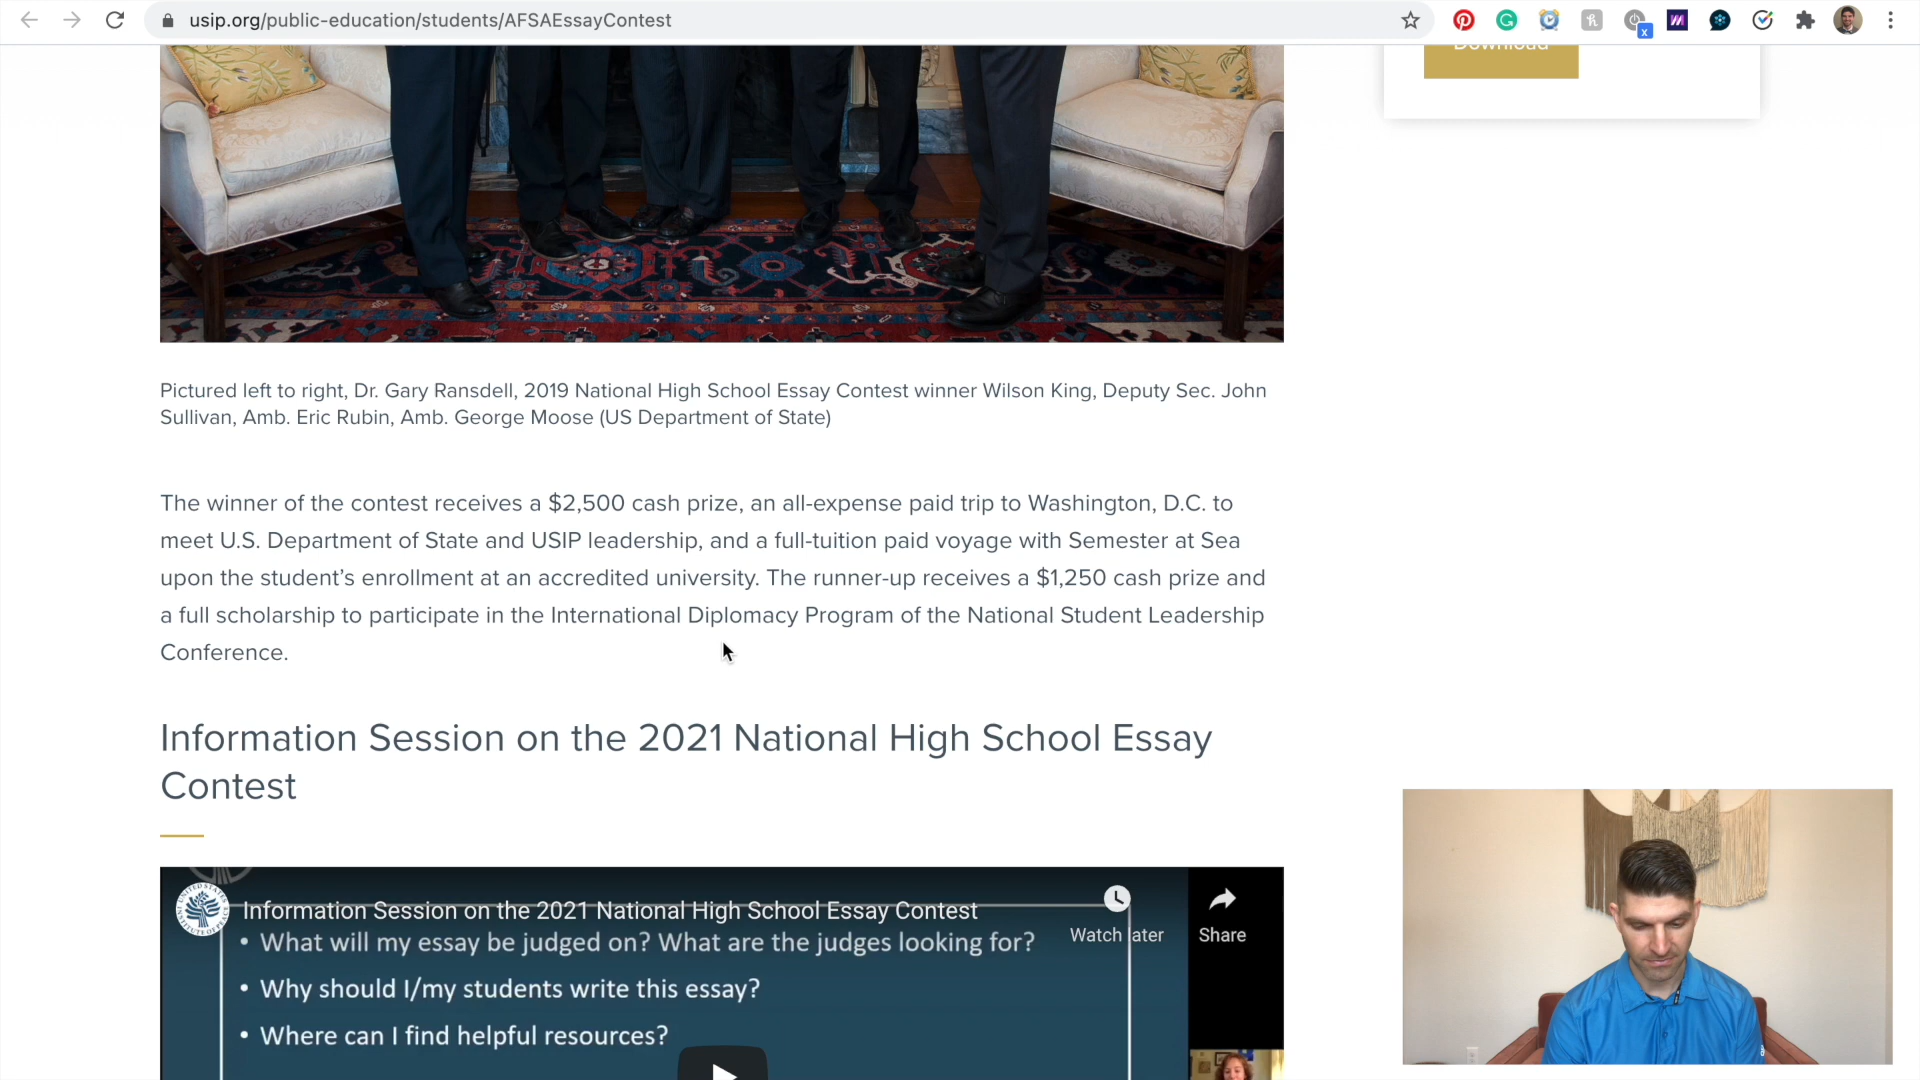 usip.org/public-education/students/AFSAEssayContest
Download
Pictured left to right, Dr. Gary Ransdell, 2019 National High School Essay Contest winner Wilson King, Deputy Sec. John
Sullivan, Amb. Eric Rubin, Amb. George Moose (US Department of State)
The winner of the contest receives a $2,500 cash prize, an all-expense paid trip to Washington, D.C. to
meet U.S. Department of State and USIP leadership, and a full-tuition paid voyage with Semester at Sea
upon the student’s enrollment at an accredited university. The runner-up receives a $1,250 cash prize and
a full scholarship to participate in the International Diplomacy Program of the National Student Leadership
Conference.
Information Session on the 2021 National High School Essay
Contest
Information Session on the 2021 National High School Essay Contest
Watch later
Share
• What will my essay be judged on? What are the judges looking for?
• Why should I/my students write this essay?
• Where can I find helpful resources?